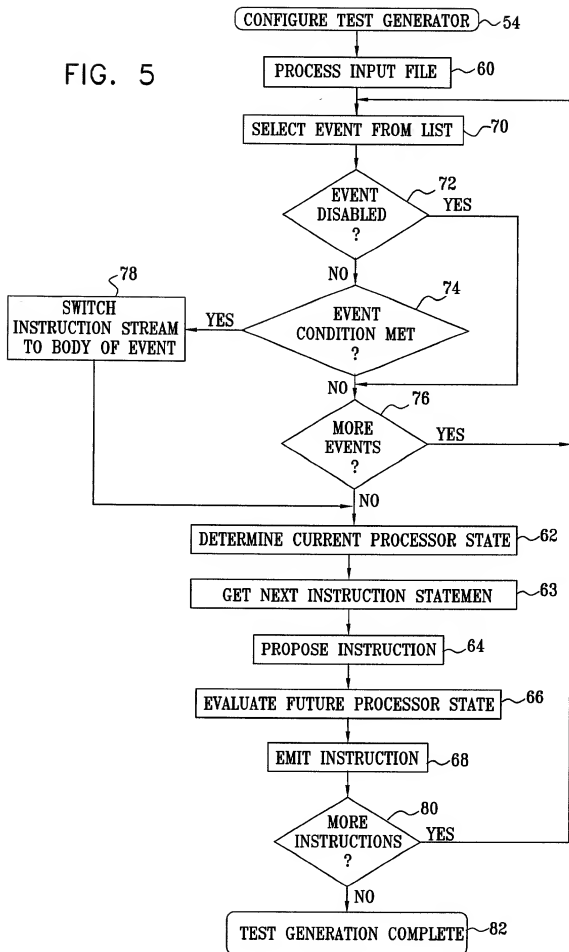 CONFIGURE TEST GENERATOR
54
FIG. 5
PROCESS INPUT FILE
60
SELECT EVENT FROM LIST
70
72
EVENT
DISABLED
?
YES
NO
78
SWITCH
INSTRUCTION STREAM
TO BODY OF EVENT
YES
74
EVENT
CONDITION MET
?
NO
76
MORE
EVENTS
?
YES
NO
DETERMINE CURRENT PROCESSOR STATE
62
GET NEXT INSTRUCTION STATEMEN
63
PROPOSE INSTRUCTION
64
EVALUATE FUTURE PROCESSOR STATE
66
EMIT INSTRUCTION
68
80
MORE
INSTRUCTIONS
?
YES
NO
TEST GENERATION COMPLETE
82